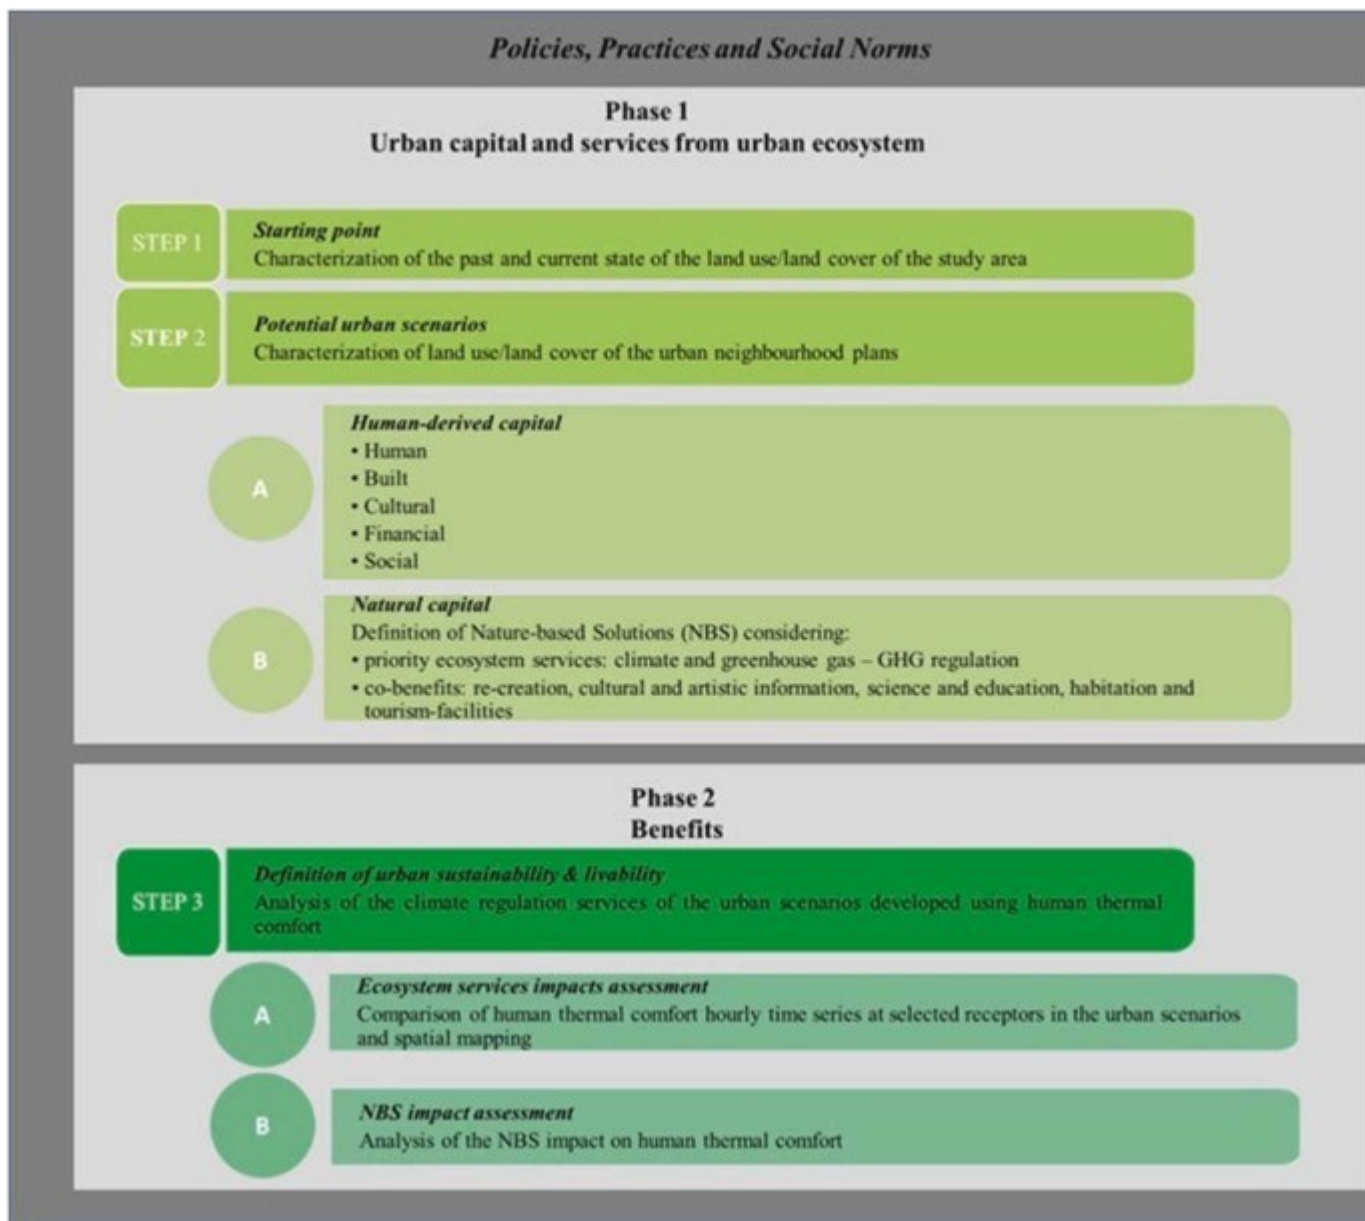 Policies, Practices and Social Norms
Phase 1
Urban capital and services from urban ecosystem
STEP 1
Starting point
Characterization of the past and current state of the land use/land cover of the study area
STEP 2
Potential urban scenarios
Characterization of land use/land cover of the urban neighbourhood plans
A
Human-derived capital
• Human
• Built
• Cultural
• Financial
• Social
B
Natural capital
Definition of Nature-based Solutions (NBS) considering:
• priority ecosystem services: climate and greenhouse gas – GHG regulation
• co-benefits: re-creation, cultural and artistic information, science and education, habitation and
tourism-facilities
Phase 2
Benefits
STEP 3
Definition of urban sustainability & livability
Analysis of the climate regulation services of the urban scenarios developed using human thermal
comfort
A
Ecosystem services impacts assessment
Comparison of human thermal comfort hourly time series at selected receptors in the urban scenarios
and spatial mapping
B
NBS impact assessment
Analysis of the NBS impact on human thermal comfort